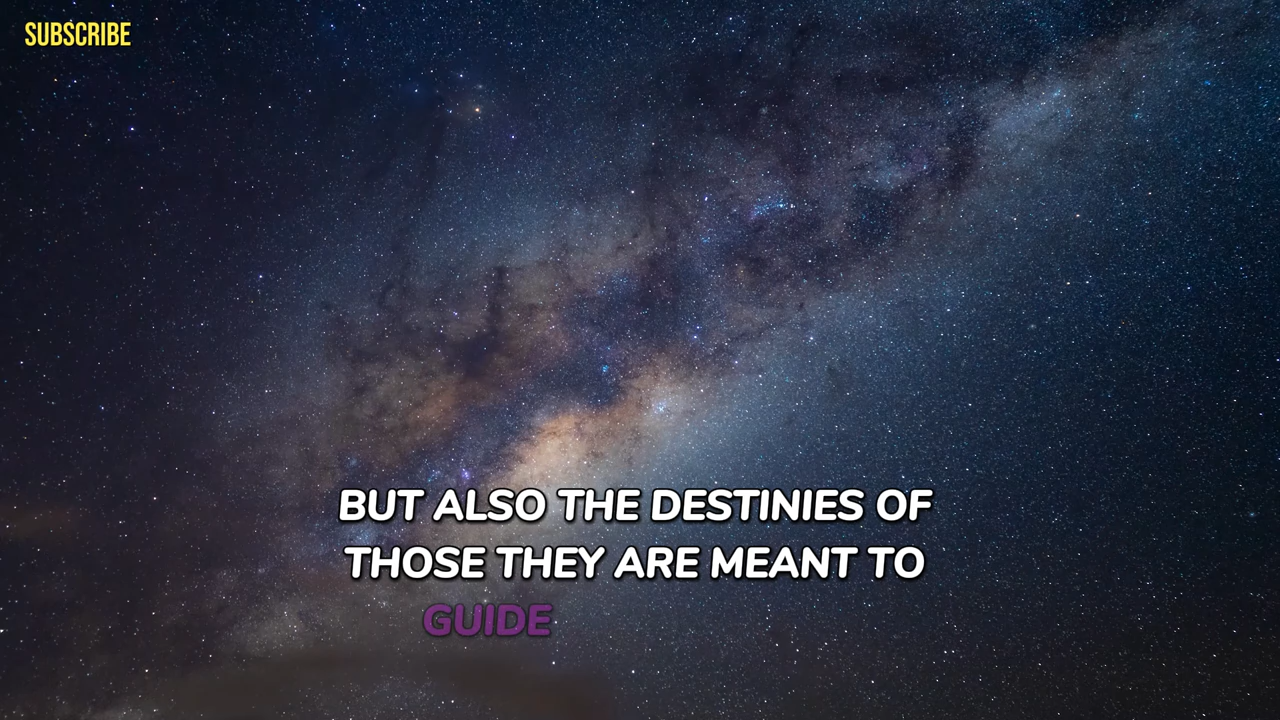 SUBSCRIBE
BUT ALSO THE DESTINIES OF
THOSE THEY ARE MEANT TO
GUIDE